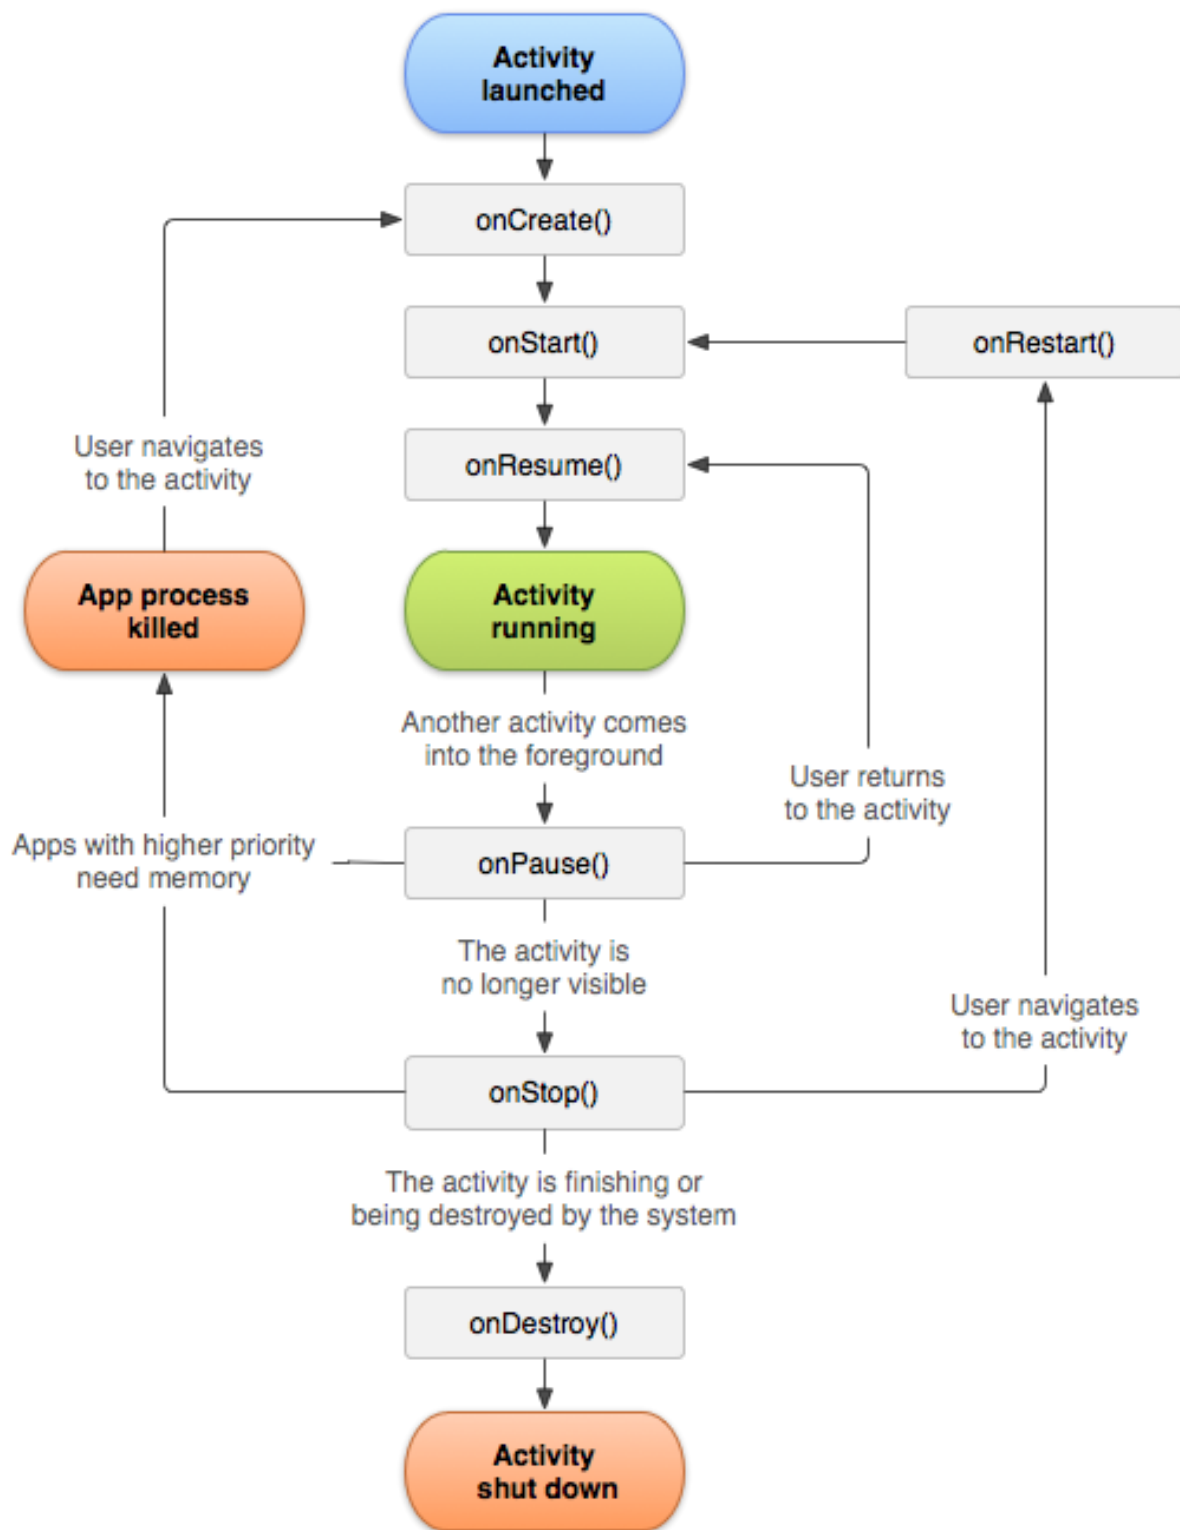 Activity
launched
onCreate()
onStart()
onRestart()
User navigates
to the activity
onResume()
App process
killed
Activity
running
Another activity comes
into the foreground
User returns
to the activity
Apps with higher priority
need memory
onPause()
The activity is
no longer visible
User navigates
to the activity
onStop()
The activity is finishing or
being destroyed by the system
onDestroy()
Activity
shut down